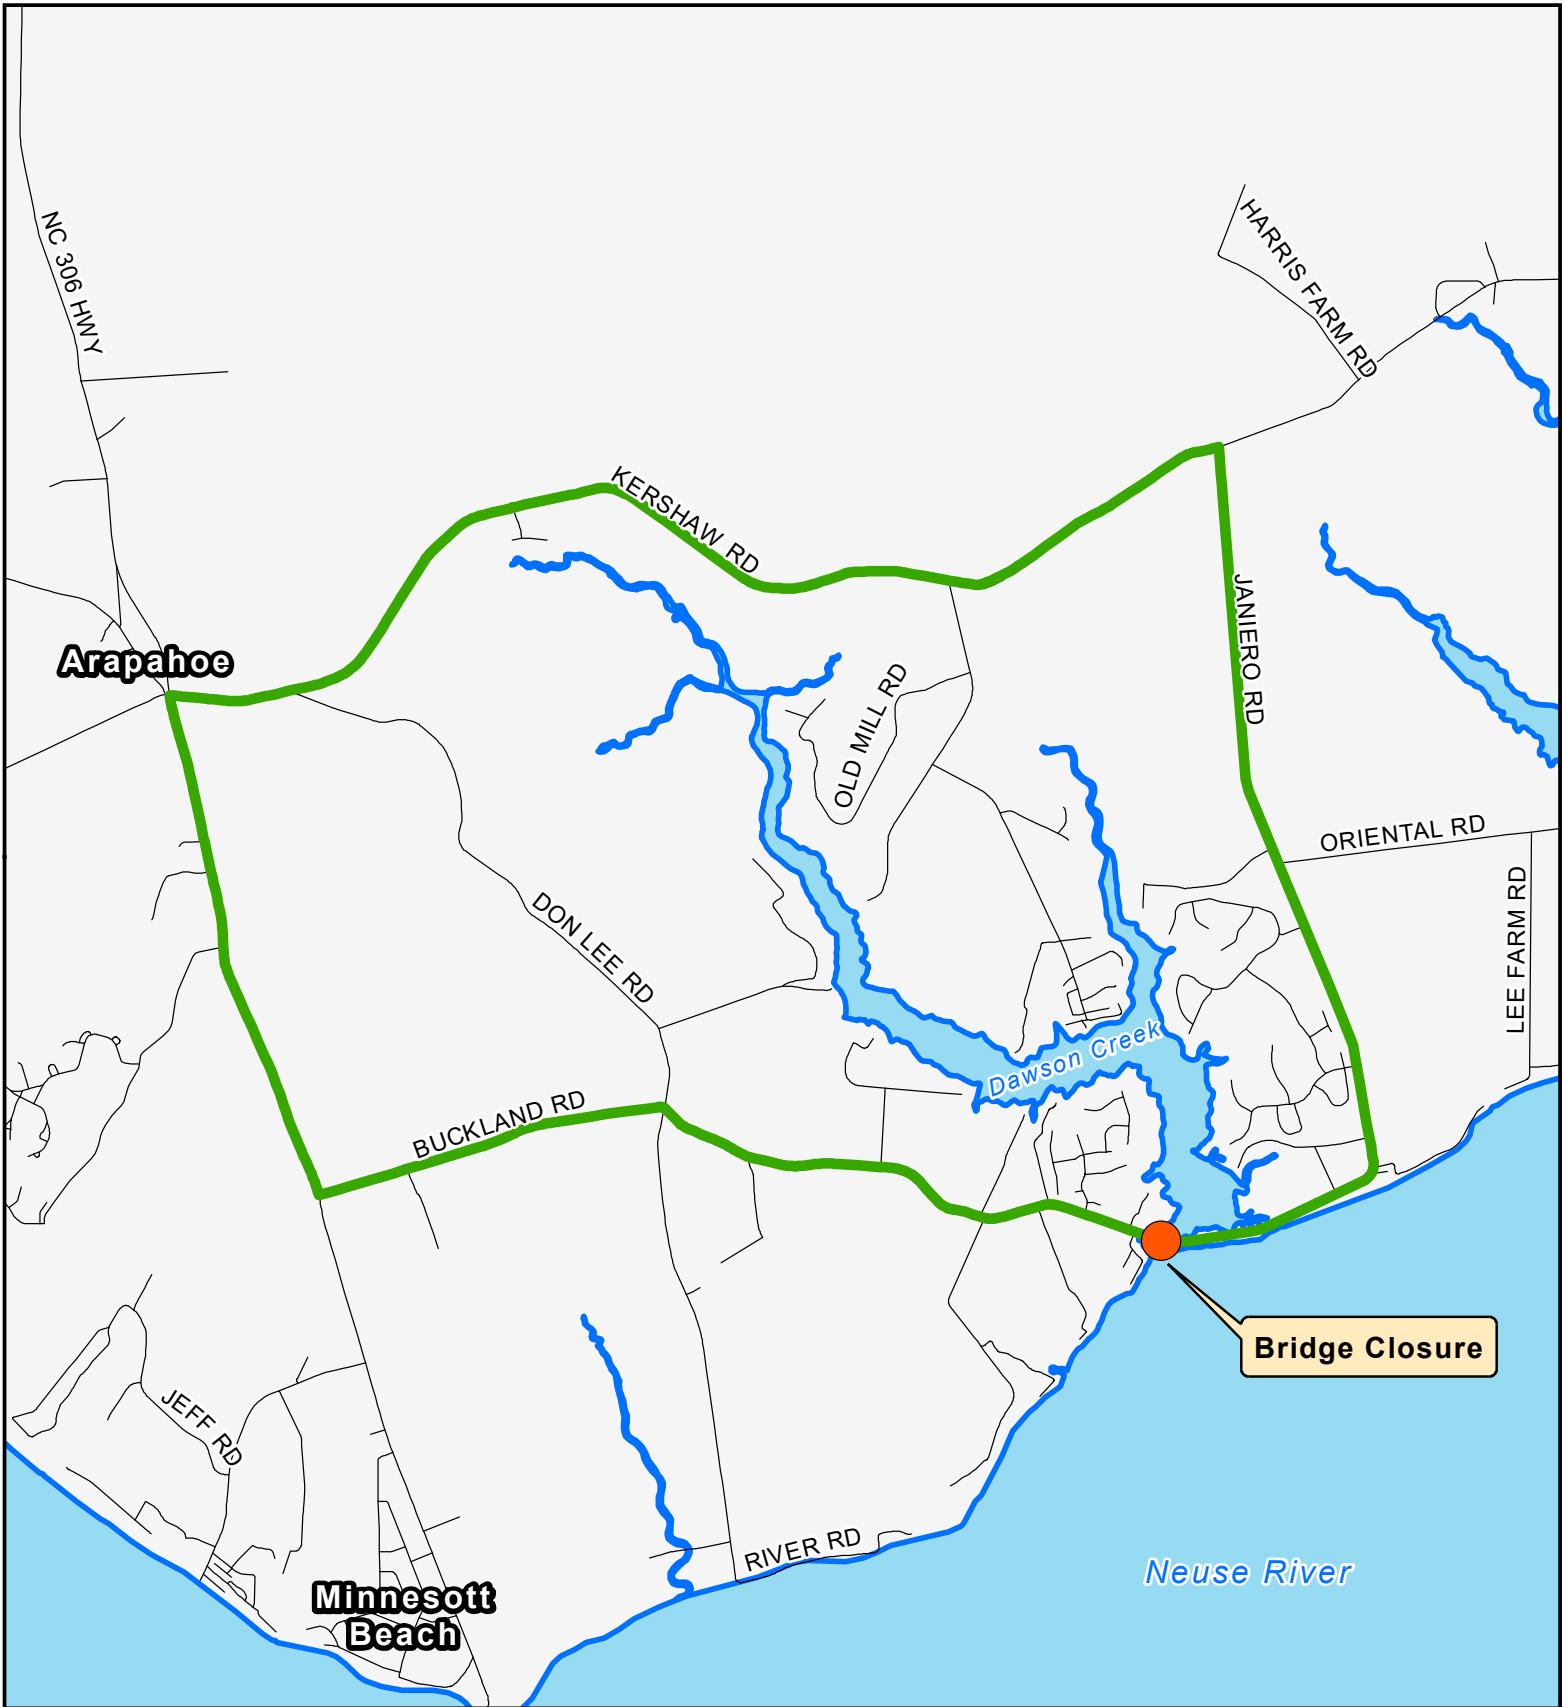 HARRIS FARM RD
NC 306 HWY
KERSHAW RD
JANIERO RD
Arapahoe
OLD MILL RD
ORIENTAL RD
LEE FARM RD
DON LEE RD
Dawson Creek
BUCKLAND RD
Bridge Closure
JEFF RD
RIVER RD
Neuse River
Minnesott
Beach